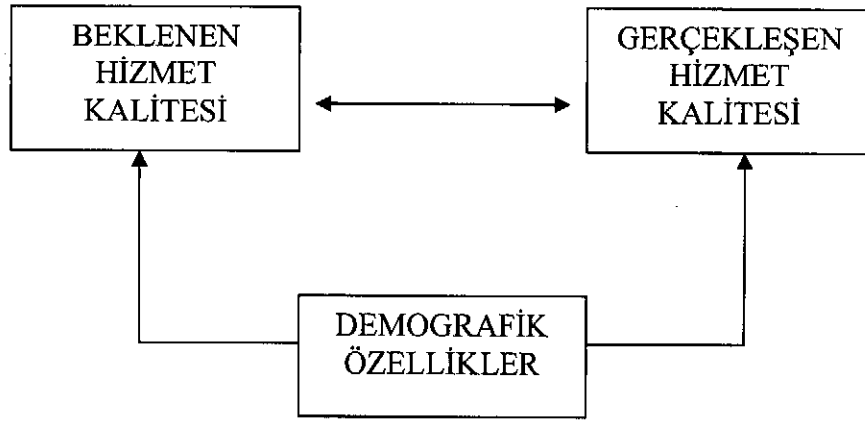 BEKLENEN
HİZMET
KALİTESİ
GERÇEKLEŞEN
HİZMET
KALİTESİ
DEMOGRAFİK
ÖZELLİKLER